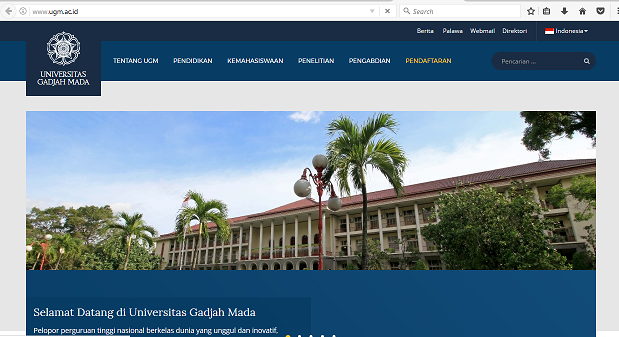 www.ugm.ac.id
Search
Berita Palawa Webmail Direktori Indonesia
UNIVERSITAS
GADJAH MADA
TENTANG UGM PENDIDIKAN KEMAHASISWAAN PENELITIAN PENGABDIAN PENDAFTARAN
Pencarian ...
Selamat Datang di Universitas Gadjah Mada
Pelopor perguruan tinggi nasional berkelas dunia yang unggul dan inovatif,